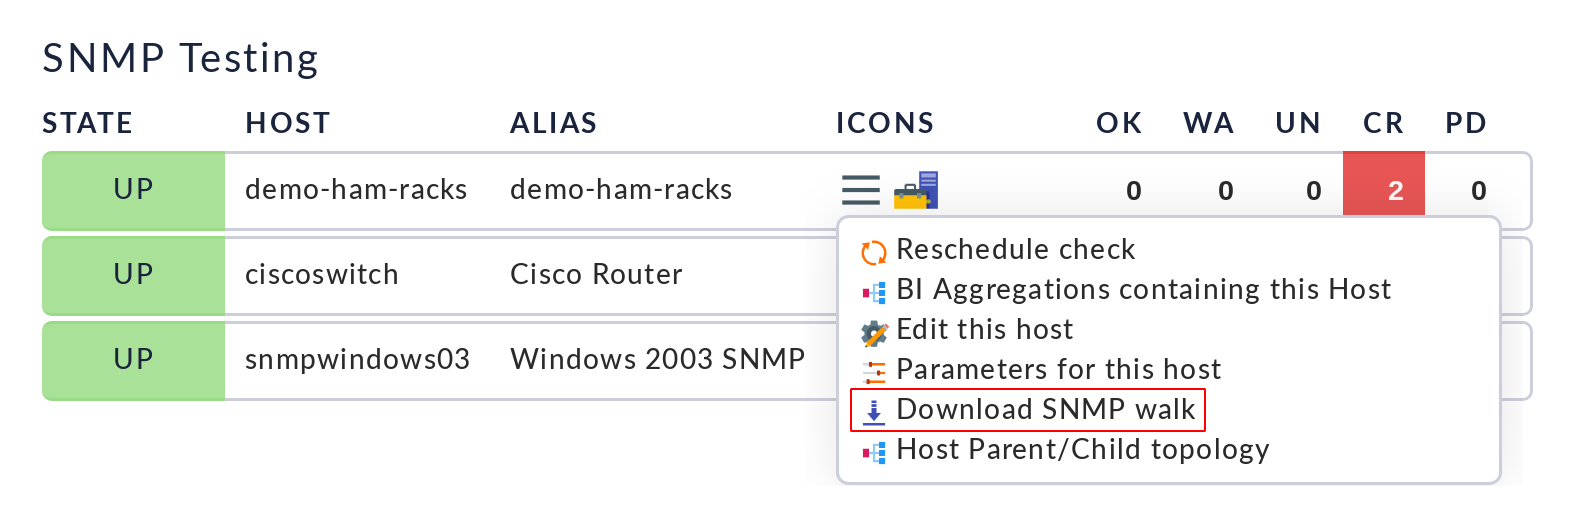 SNMP Testing
STATE HOST ALIAS ICONS OK WA UN CR PD
UP demo-ham-racks demo-ham-racks 0 0 0 2 0
UP ciscoswitch Cisco Router
UP snmpwindows03 Windows 2003 SNMP
Reschedule check
BI Aggregations containing this Host
Edit this host
Parameters for this host
Download SNMP walk
Host Parent/Child topology